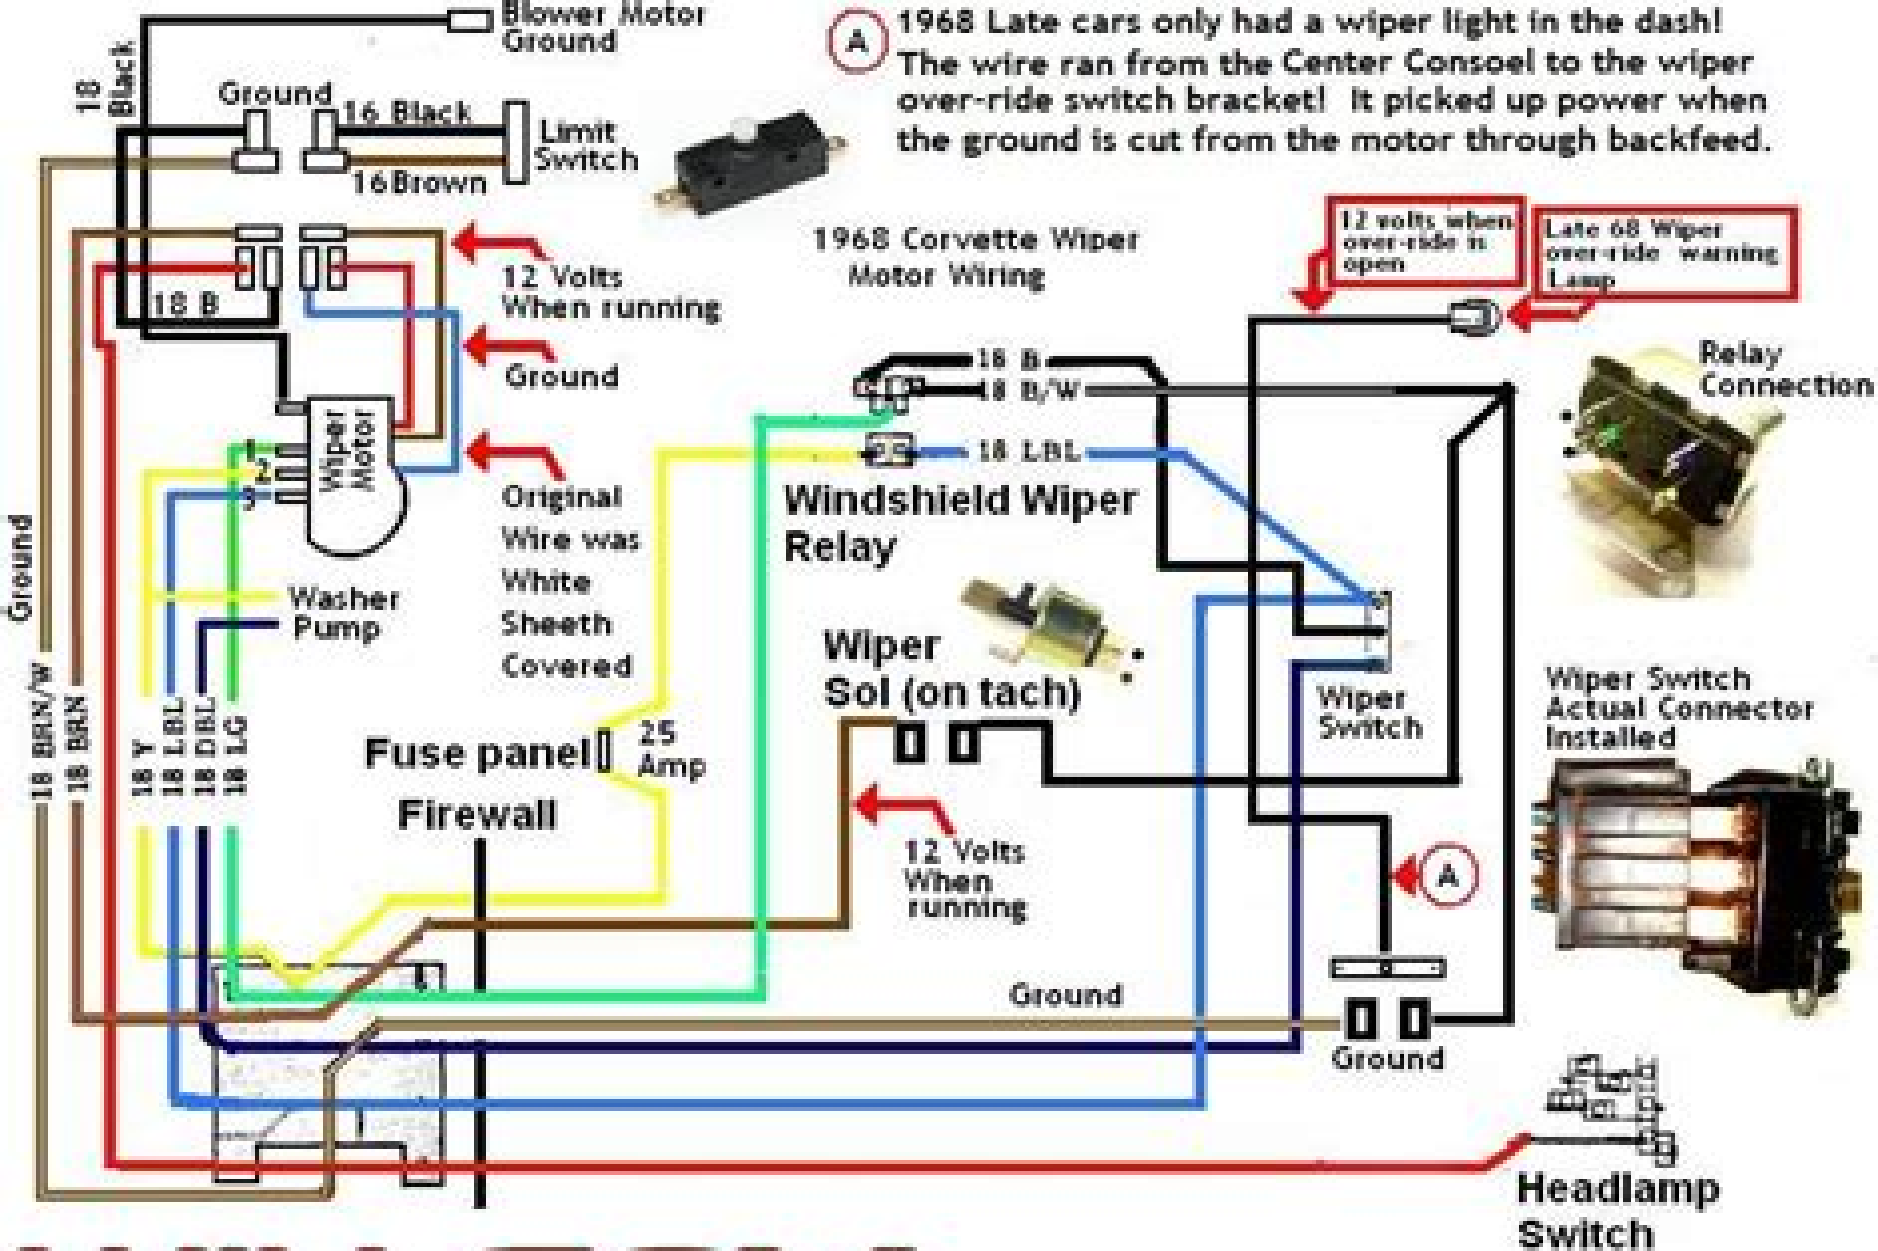 Blower Motor
Ground
A
1968 Late cars only had a wiper light in the dash!
The wire ran from the Center Consoel to the wiper
over-ride switch bracket! It picked up power when
the ground is cut from the motor through backfeed.
18
Black
Ground
16 Black
Limit
Switch
16Brown
1968 Corvette Wiper
Motor Wiring
12 volts when
over-ride is
open
Late 68 Wiper
over-ride warning
Lamp
12 Volts
When running
18 B
Ground
Relay
Connection
18 B
18 B/W
18 LBL
Wiper
Motor
1
2
3
Windshield Wiper
Relay
Original
Wire was
White
Sheeth
Covered
Washer
Pump
Ground
Wiper
Sol (on tach)
Wiper
Switch
Wiper Switch
Actual Connector
Installed
18 BRN/W
18 BRN
18 Y
18 LBL
18 DBL
18 LG
Fuse panel
25
Amp
Firewall
12 Volts
When
running
A
Ground
Ground
Headlamp
Switch